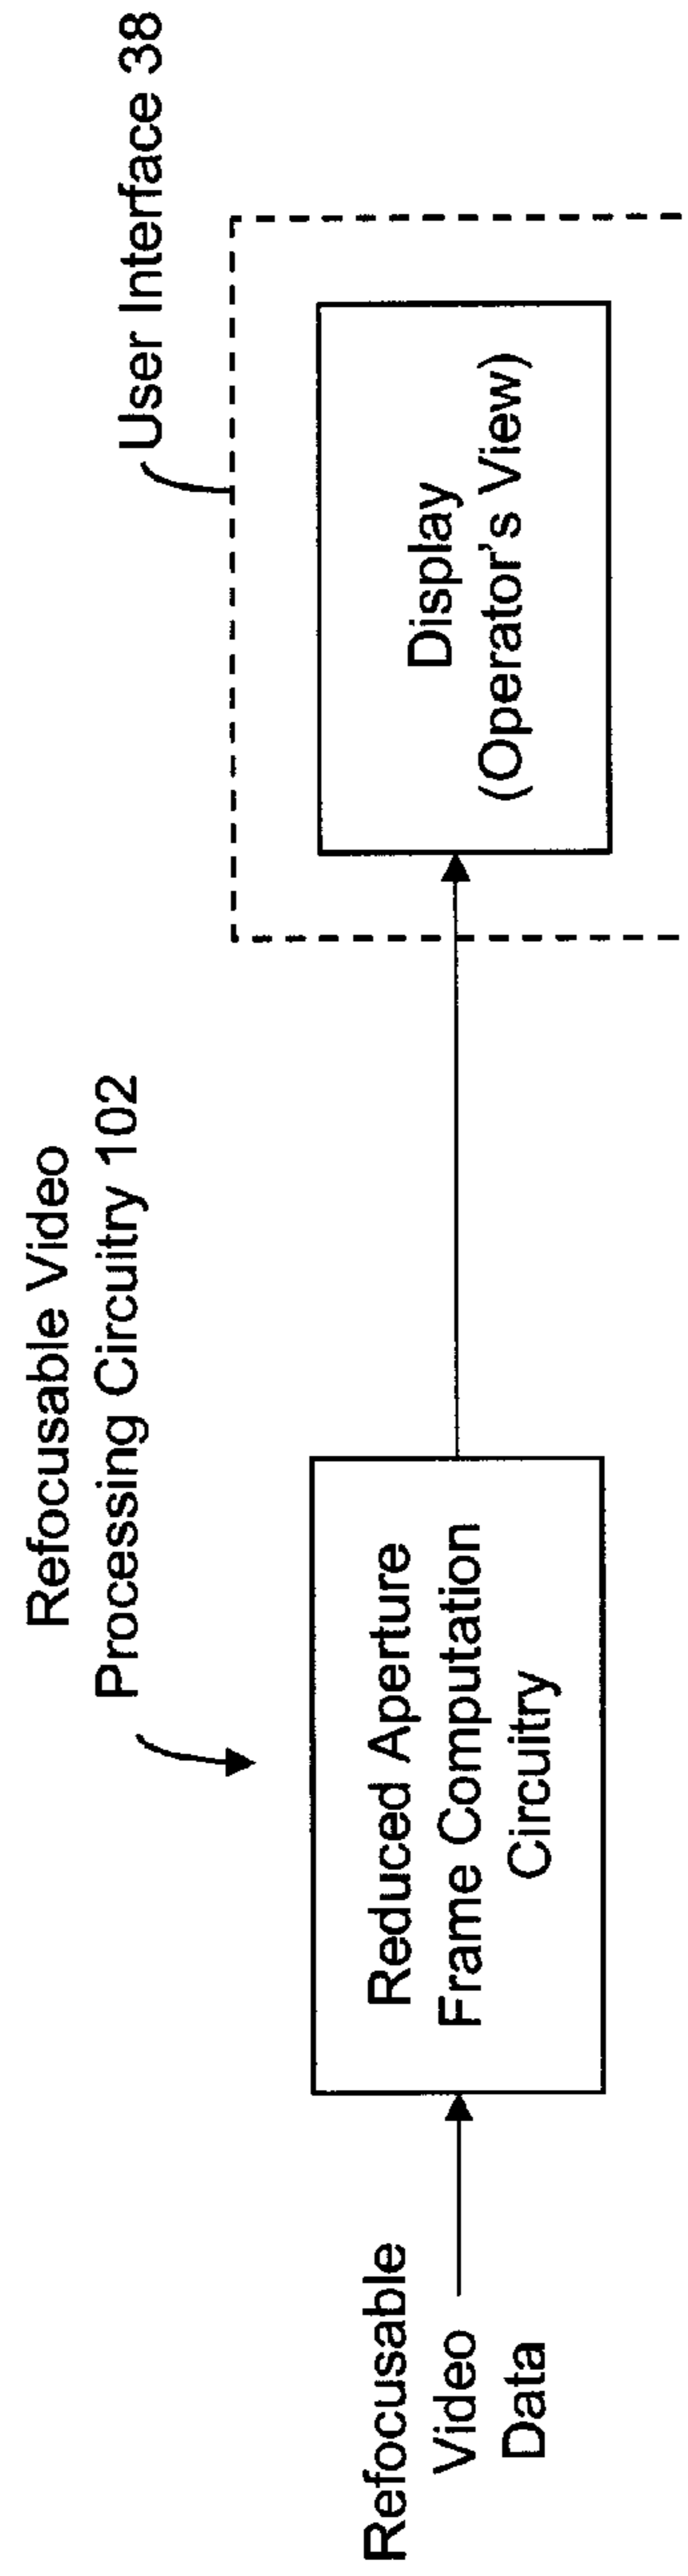 Refocusable Video
Processing Circuitry 102
User Interface 38
Refocusable
Video
Data
Reduced Aperture
Frame Computation
Circuitry
Display
(Operator's View)